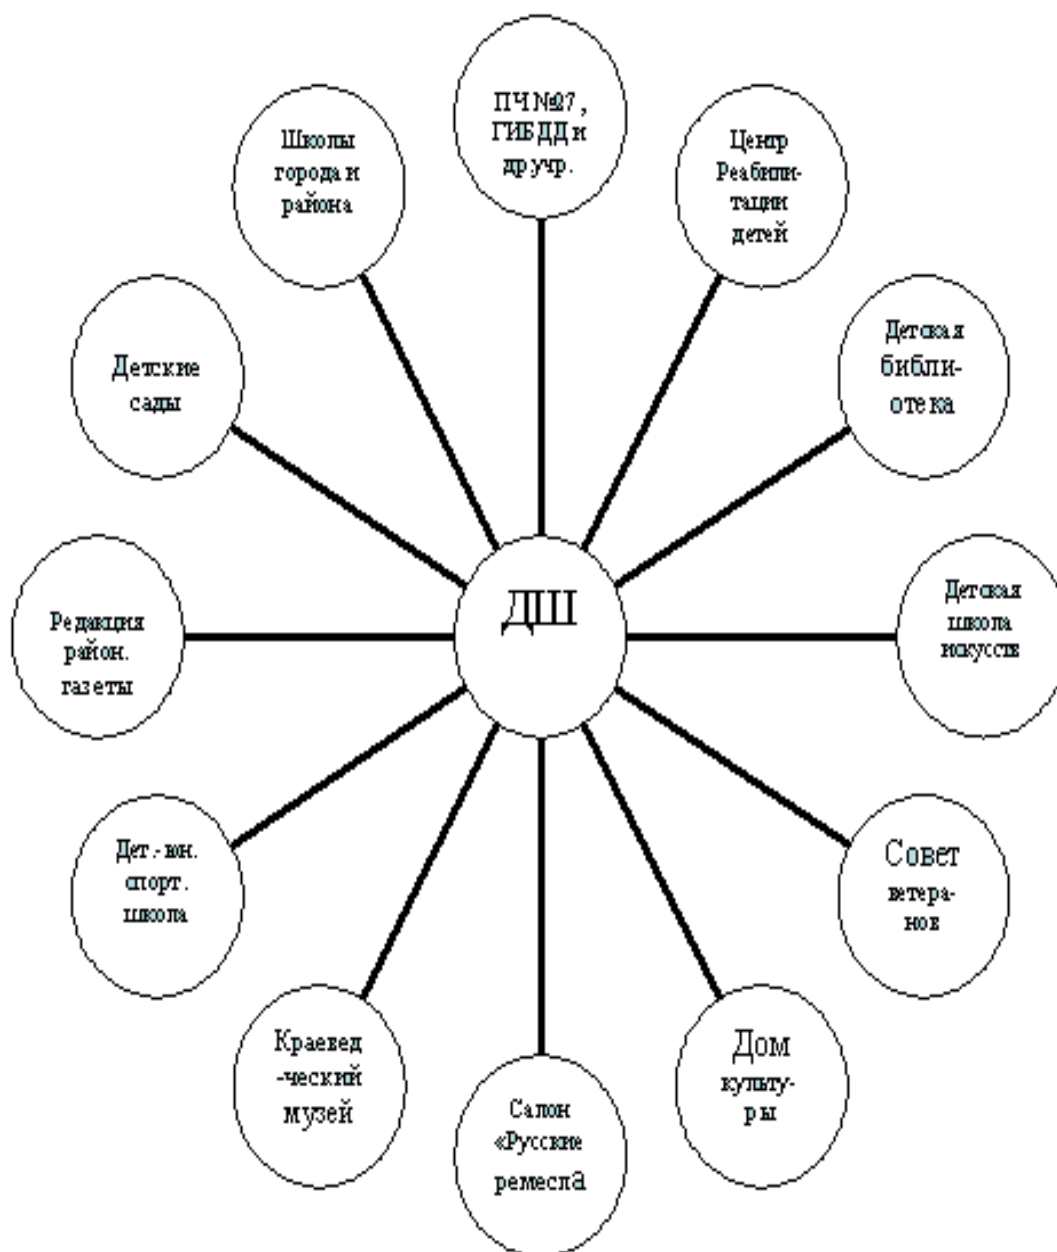 ПЧ №27,
ГИБДД и
др учр.
Центр
Реабилити-
тации
детей
Детская
библи-
отека
Детская
школа
искусств
Совет
ветера-
нов
Дом
культу-
ры
Салон
«Русские
ремесла
Краевед
-ческий
музей
Дет.-юн.
спорт.
школа
Редакция
район.
газеты
Детские
сады
Школы
города и
района